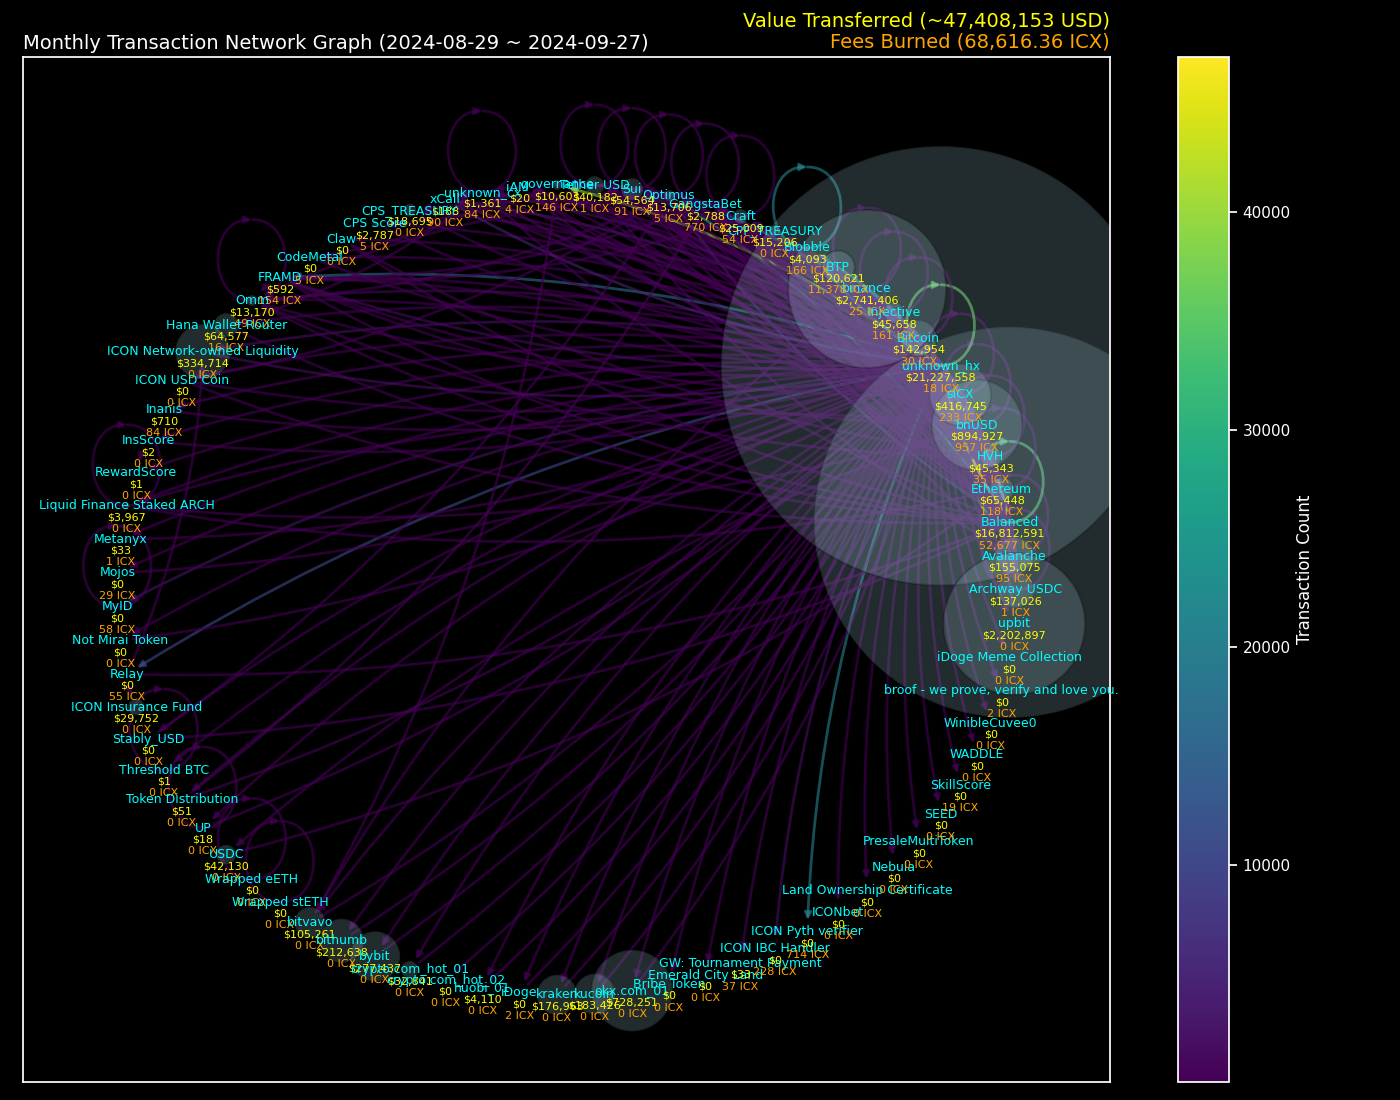 Value Transferred (~47,408,153 USD)
Monthly Transaction Network Graph (2024-08-29 ~ 2024-09-27)
Fees Burned (68,616.36 ICX)
governance
$10,603
146 ICX
Tether USD
$40,182
1 ICX
Sui
$54,564
91 ICX
Optimus
$13,706
5 ICX
GangstaBet
$2,788
770 ICX
Craft
$25,009
54 ICX
$15,206
0 ICX
Blobble
$4,093
166 ICX
BTP
$120,621
binance
$2,741,406
25 ICX
Injective
$45,658
161 ICX
Bitcoin
$142,954
30 ICX
unknown_hx
$21,227,558
18 ICX
sICX
$416,745
233 ICX
bnUSD
$894,927
957 ICX
HVH
$45,343
35 ICX
Ethereum
$65,448
118 ICX
Balanced
$16,812,591
52,677 ICX
Avalanche
$155,075
95 ICX
Archway USDC
$137,026
1 ICX
upbit
$2,202,897
0 ICX
iDoge Meme Collection
$0
0 ICX
broof - we prove, verify and love you.
$0
2 ICX
WinibleCuvee0
$0
0 ICX
WADDLE
$0
0 ICX
SkillScore
$0
19 ICX
SEED
$0
0 ICX
PresaleMultiToken
$0
0 ICX
Nebula
$0
0 ICX
Land Ownership Certificate
$0
0 ICX
ICONbet
$0
0 ICX
ICON Pyth verifier
$0
714 ICX
ICON IBC Handler
$0
GW: Tournament Payment
37 ICX
Emerald City Land
$0
0 ICX
Bribe Token
$0
0 ICX
okx.com_01
$728,251
0 ICX
kucoin
$183,426
0 ICX
kraken
$176,963
0 ICX
iDoge
$0
2 ICX
huobi_01
$4,110
0 ICX
crypto.com_hot_02
$0
0 ICX
crypto.com_hot_01
0 ICX
bybit
$277,437
0 ICX
bithumb
$212,638
0 ICX
bitvavo
$105,261
0 ICX
Wrapped stETH
$0
0 ICX
Wrapped eETH
$0
0 ICX
USDC
$42,130
0 ICX
UP
$18
0 ICX
Token Distribution
$51
0 ICX
Threshold BTC
$1
0 ICX
Stably_USD
$0
0 ICX
ICON Insurance Fund
$29,752
0 ICX
Relay
$0
55 ICX
Not Mirai Token
$0
0 ICX
MyID
$0
58 ICX
Mojos
$0
29 ICX
Metanyx
$33
1 ICX
Liquid Finance Staked ARCH
$3,967
0 ICX
RewardScore
$1
0 ICX
InsScore
$2
0 ICX
Inanis
$710
84 ICX
ICON USD Coin
$0
0 ICX
ICON Network-owned Liquidity
$334,714
0 ICX
Hana Wallet Router
$64,577
16 ICX
Omm
$13,170
FRAMD
$592
154 ICX
CodeMetal
$0
5 ICX
Claw
$0
0 ICX
CPS Score
$2,787
5 ICX
CPS_TREASURY
$18,695
0 ICX
xCall
unknown_cx
$1,361
84 ICX
iAM
$20
4 ICX
40000
30000
20000
10000
Transaction Count